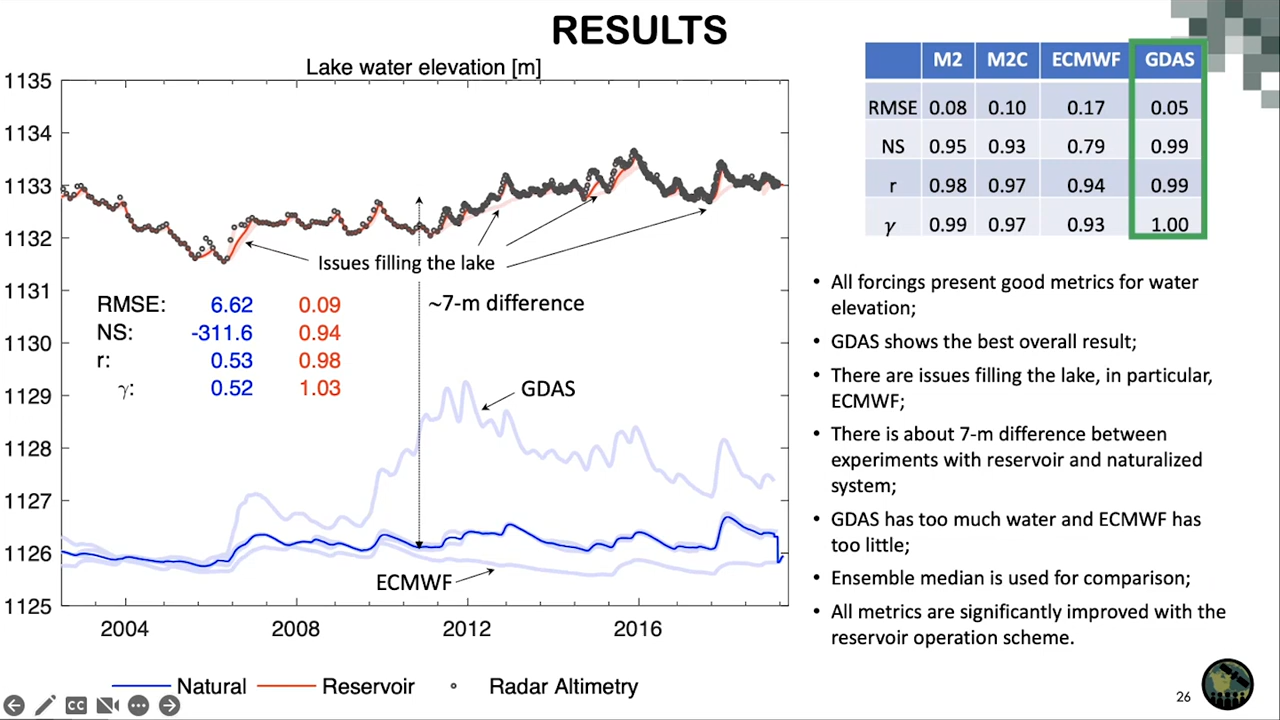 RESULTS
Lake water elevation [m]
1135
1134
1133
1132
1131
1130
1129
1128
1127
1126
1125
2004
2008
2012
2016
Issues filling the lake
~7-m difference
RMSE: 6.62 0.09
NS: -311.6 0.94
r: 0.53 0.98
γ: 0.52 1.03
GDAS
ECMWF
Natural
Reservoir
Radar Altimetry
M2 M2C ECMWF GDAS
RMSE 0.08 0.10 0.17 0.05
NS 0.95 0.93 0.79 0.99
r 0.98 0.97 0.94 0.99
γ 0.99 0.97 0.93 1.00
• All forcings present good metrics for water
elevation;
• GDAS shows the best overall result;
• There are issues filling the lake, in particular,
ECMWF;
• There is about 7-m difference between
experiments with reservoir and naturalized
system;
• GDAS has too much water and ECMWF has
too little;
• Ensemble median is used for comparison;
• All metrics are significantly improved with the
reservoir operation scheme.
CC
26